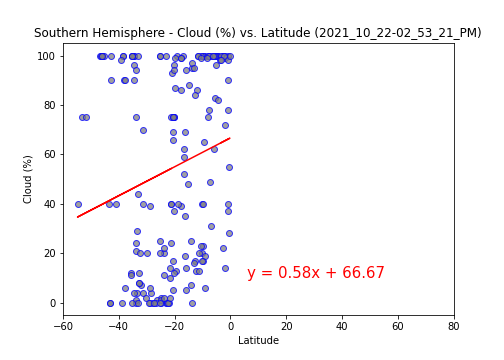 Southern Hemisphere - Cloud (%) vs. Latitude (2021_10_22-02_53_21_PM)
100
80
60
40
20
0
Cloud (%)
y = 0.58x + 66.67
−60 −40 −20 0 20 40 60 80
Latitude